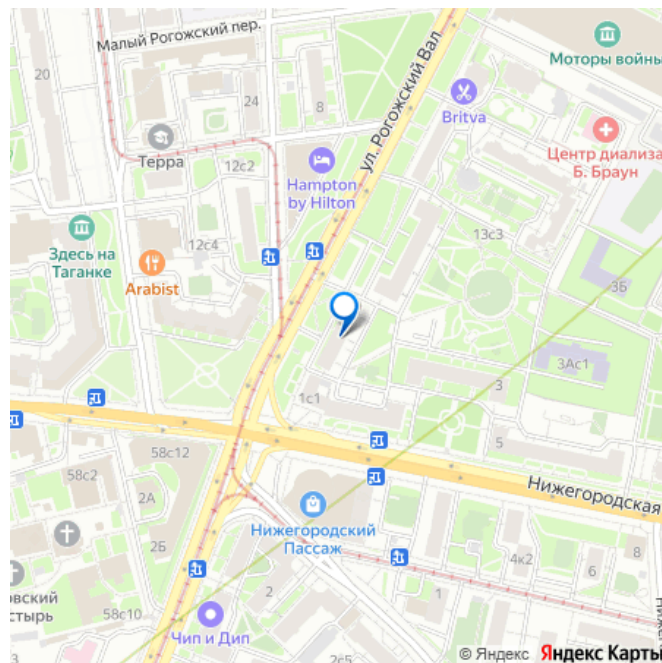 Малый Рогожский пер.
Моторы войны
20
24
8
ул. Рогожский Вал
Britva
Терра
12с2
Hampton
by Hilton
Центр диализа
Б. Браун
Здесь на
Таганке
12с4
Arabist
13с3
3Б
3Ас1
3
1с1
5
58с12
58с2
2А
2Б
Нижегородская
Нижегородский
Пассаж
4к2
6
8
овский
стырь
58с10
2
Чип и Дип
2с5
© Яндекс Яндекс Карты